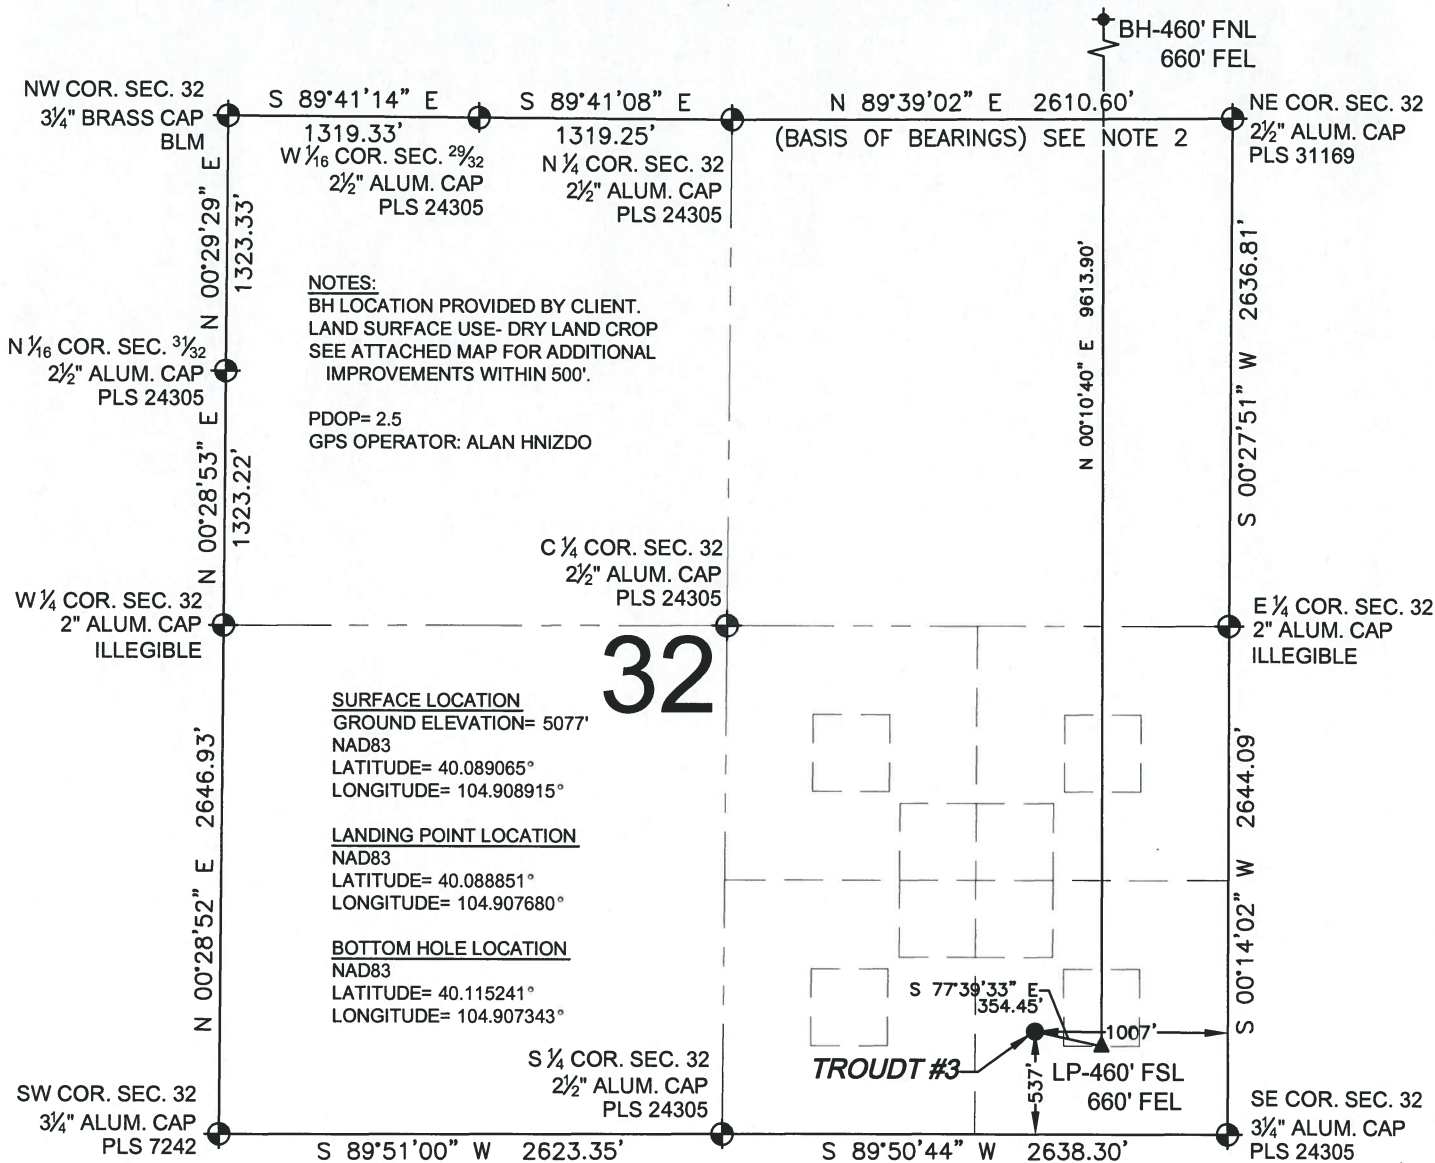 BH-460' FNL
660' FEL
NW COR. SEC. 32
3¼" BRASS CAP
BLM
S 89°41'14" E
1319.33'
W 1/16 COR. SEC. 29/32
2½" ALUM. CAP
PLS 24305
S 89°41'08" E
1319.25'
N ¼ COR. SEC. 32
2½" ALUM. CAP
PLS 24305
N 89°39'02" E 2610.60'
(BASIS OF BEARINGS) SEE NOTE 2
NE COR. SEC. 32
2½" ALUM. CAP
PLS 31169
N 00°29'29" E
1323.33'
NOTES:
BH LOCATION PROVIDED BY CLIENT.
LAND SURFACE USE- DRY LAND CROP
SEE ATTACHED MAP FOR ADDITIONAL
IMPROVEMENTS WITHIN 500'.
PDOP= 2.5
GPS OPERATOR: ALAN HNIZDO
N 00°10'40" E 9613.90'
S 00°27'51" W 2636.81'
N 1/16 COR. SEC. 31/32
2½" ALUM. CAP
PLS 24305
N 00°28'53" E
1323.22'
C ¼ COR. SEC. 32
2½" ALUM. CAP
PLS 24305
W ¼ COR. SEC. 32
2" ALUM. CAP
ILLEGIBLE
32
E ¼ COR. SEC. 32
2" ALUM. CAP
ILLEGIBLE
SURFACE LOCATION
GROUND ELEVATION= 5077'
NAD83
LATITUDE= 40.089065°
LONGITUDE= 104.908915°
LANDING POINT LOCATION
NAD83
LATITUDE= 40.088851°
LONGITUDE= 104.907680°
BOTTOM HOLE LOCATION
NAD83
LATITUDE= 40.115241°
LONGITUDE= 104.907343°
N 00°28'52" E 2646.93'
S 00°14'02" W 2644.09'
S 77°39'33" E
354.45'
1007'
TROUDT #3
537'
LP-460' FSL
660' FEL
S ¼ COR. SEC. 32
2½" ALUM. CAP
PLS 24305
SW COR. SEC. 32
3¼" ALUM. CAP
PLS 7242
S 89°51'00" W 2623.35'
S 89°50'44" W 2638.30'
SE COR. SEC. 32
3¼" ALUM. CAP
PLS 24305